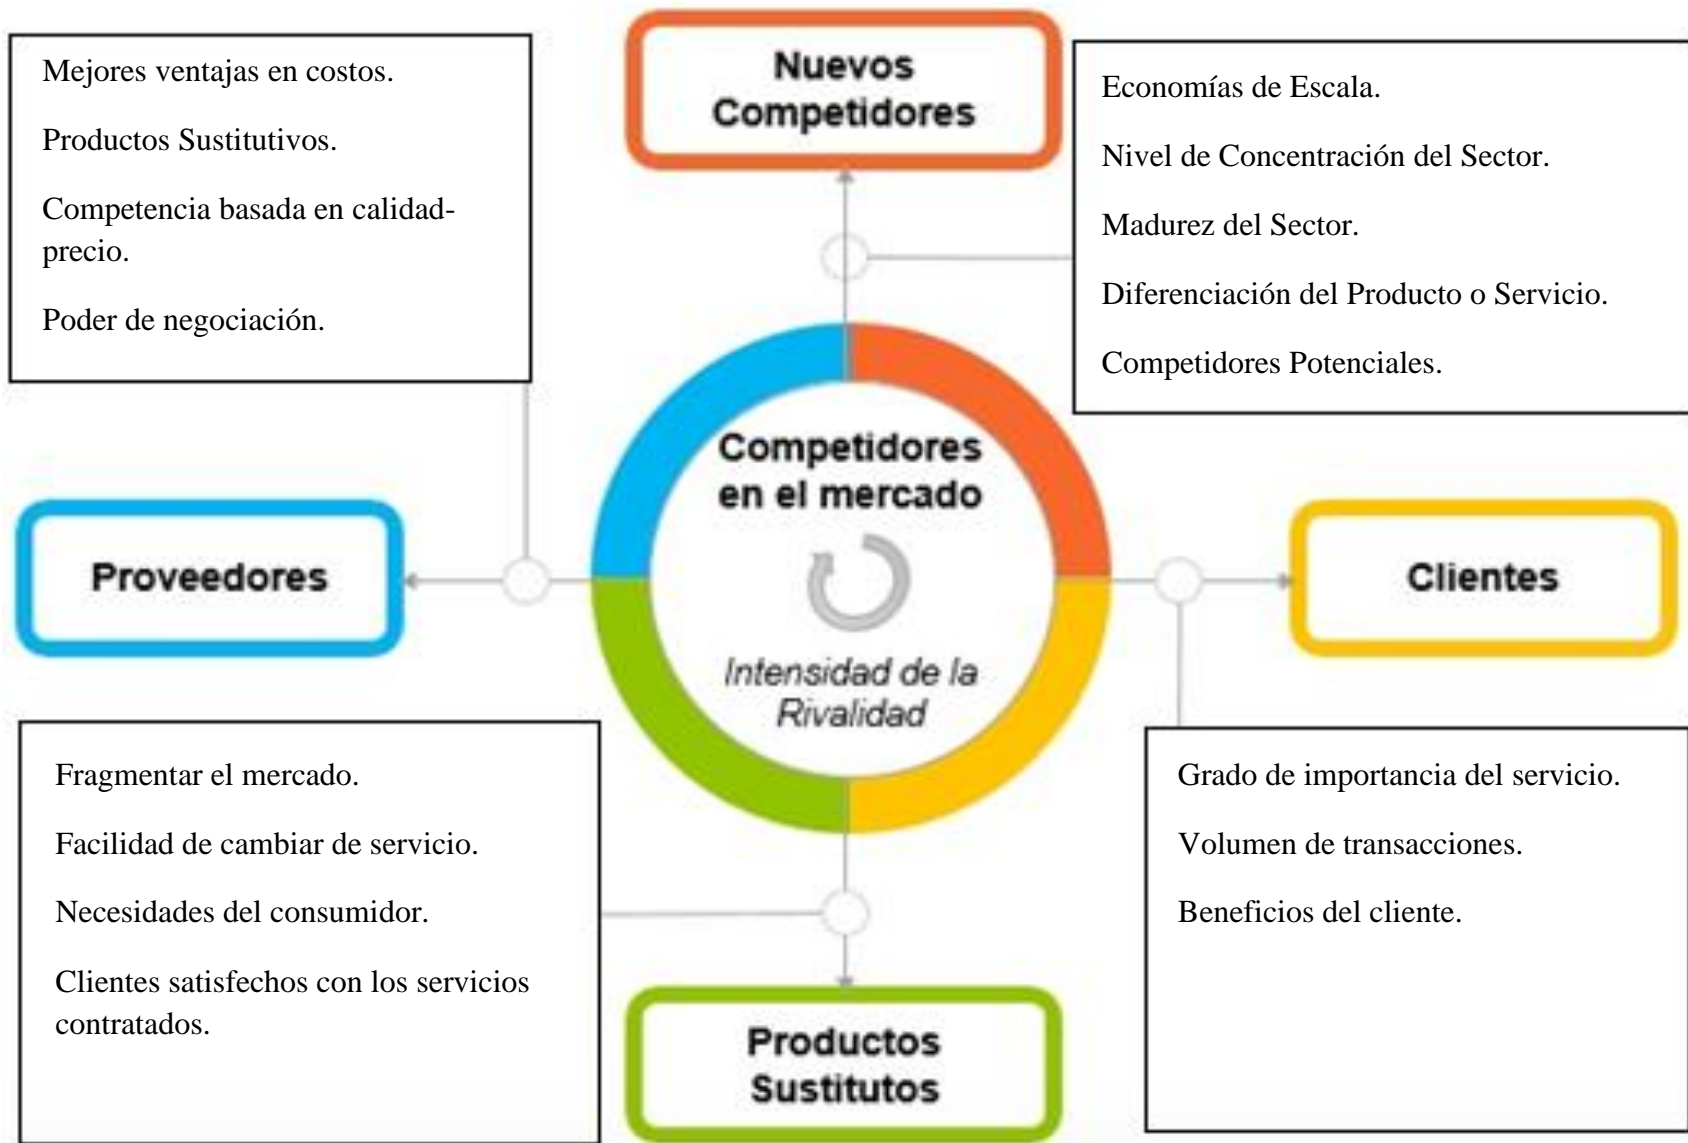 Nuevos
Competidores
Mejores ventajas en costos.
Productos Sustitutivos.
Competencia basada en calidad-
precio.
Poder de negociación.
Economías de Escala.
Nivel de Concentración del Sector.
Madurez del Sector.
Diferenciación del Producto o Servicio.
Competidores Potenciales.
Competidores
en el mercado
Intensidad de la
Rivalidad
Proveedores
Clientes
Fragmentar el mercado.
Facilidad de cambiar de servicio.
Necesidades del consumidor.
Clientes satisfechos con los servicios
contratados.
Grado de importancia del servicio.
Volumen de transacciones.
Beneficios del cliente.
Productos
Sustitutos